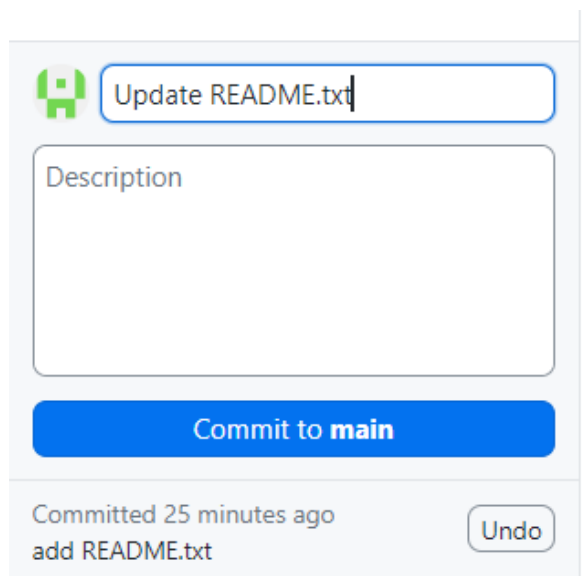 Update README.txt
Description
Commit to main
Committed 25 minutes ago
add README.txt
Undo